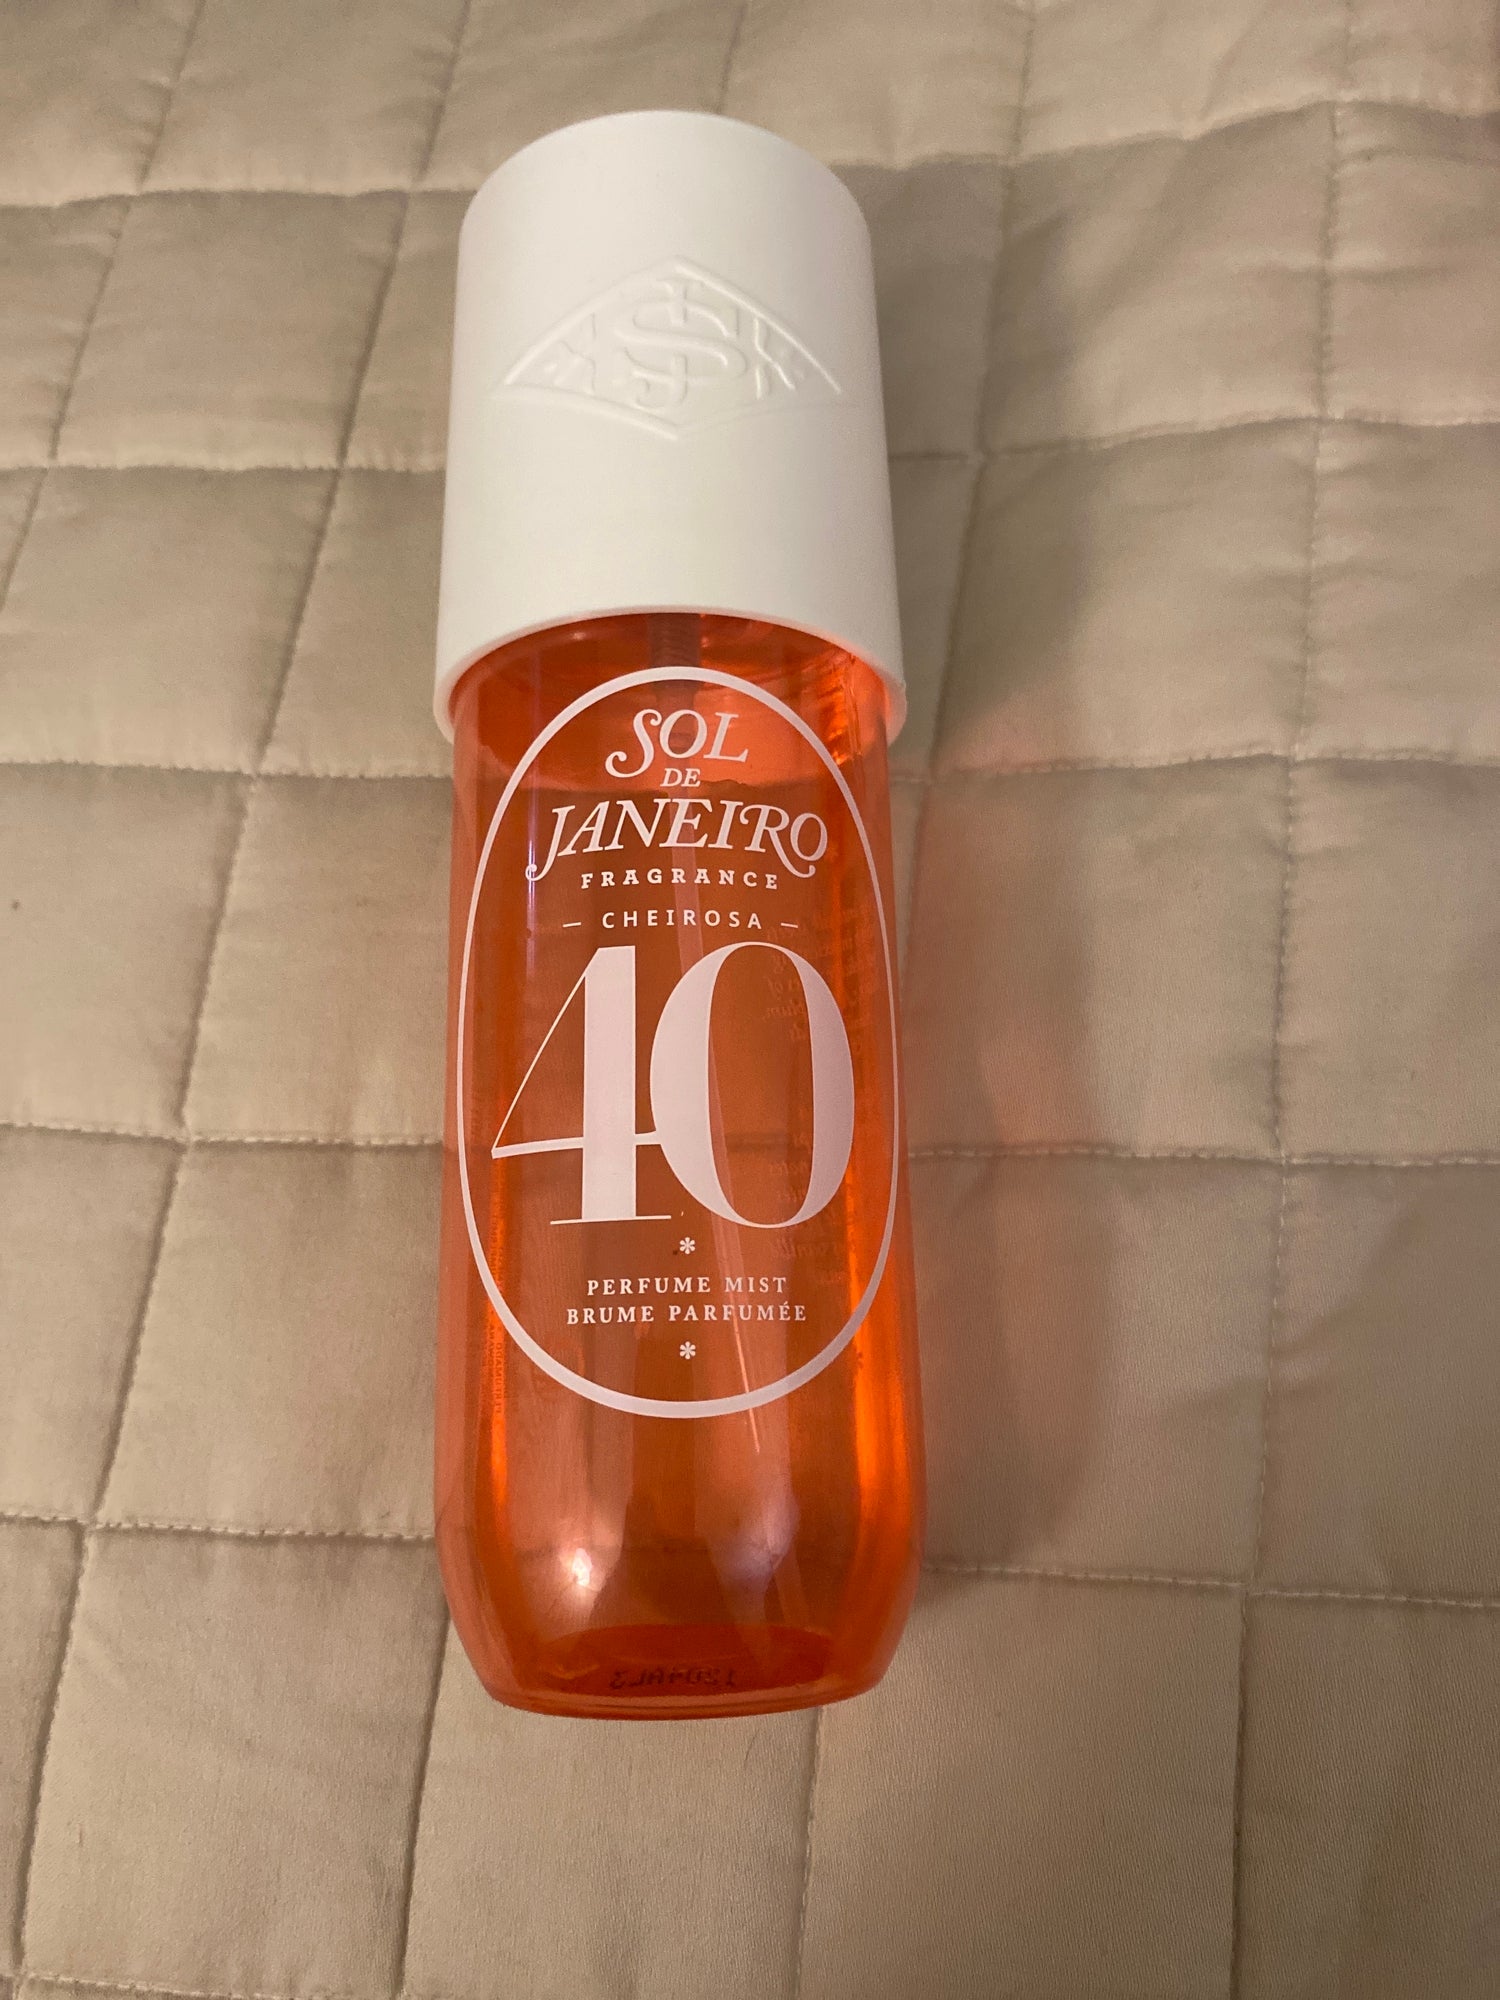 SOL
DE
JANEIRO
FRAGRANCE
— CHEIROSA —
40
*
PERFUME MIST
BRUME PARFUMÉE
*